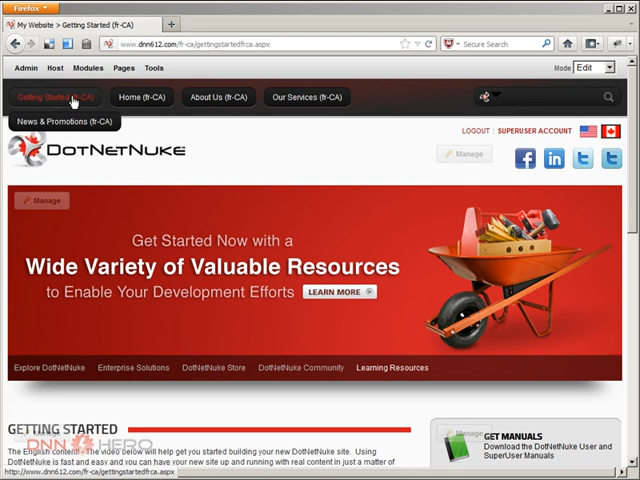 Firefox
My Website > Getting Started (fr-CA)
www.dnn612.com/fr-ca/gettingstartedfrca.aspx
Secure Search
Admin Host Modules Pages Tools
Mode Edit
Getting Started (fr-CA) Home (fr-CA) About Us (fr-CA) Our Services (fr-CA)
News & Promotions (fr-CA)
LOGOUT | SUPERUSER ACCOUNT
DOTNETNUKE
Manage
Manage
Get Started Now with a
Wide Variety of Valuable Resources
to Enable Your Development Efforts LEARN MORE
Explore DotNetNuke Enterprise Solutions DotNetNuke Store DotNetNuke Community Learning Resources
GETTING STARTED
Manage
GET MANUALS
Download the DotNetNuke User and
SuperUser Manuals
DNN HERO
The English content! - The video below will help get you started building your new DotNetNuke site. Using
DotNetNuke is fast and easy and you can have your new site up and running with real content in just a matter of
http://www.dnn612.com/fr-ca/gettingstartedfrca.aspx